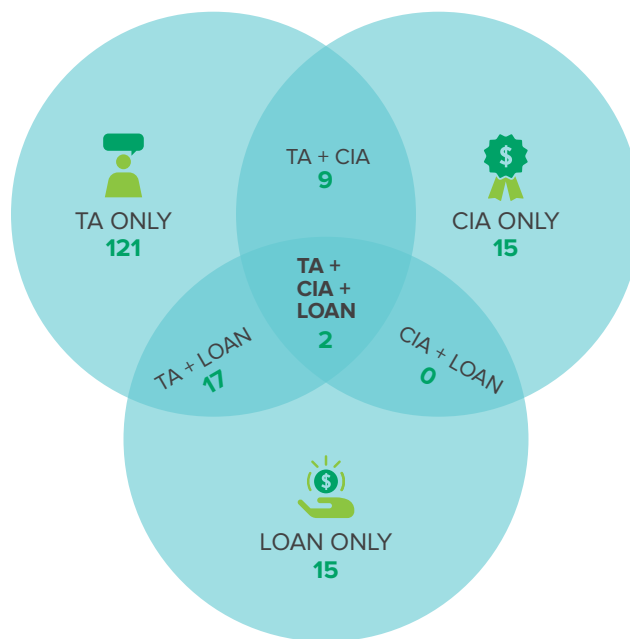 TA + CIA
9
TA ONLY
121
$
CIA ONLY
15
TA +
CIA +
LOAN
2
TA + LOAN
17
CIA + LOAN
0
$
LOAN ONLY
15